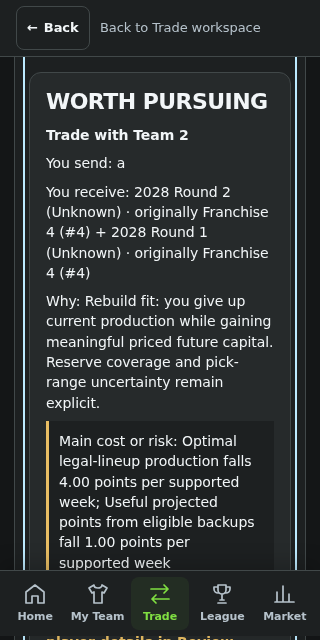 ← Back
Back to Trade workspace
WORTH PURSUING
Trade with Team 2
You send: a
You receive: 2028 Round 2
(Unknown) · originally Franchise
4 (#4) + 2028 Round 1
(Unknown) · originally Franchise
4 (#4)
Why: Rebuild fit: you give up
current production while gaining
meaningful priced future capital.
Reserve coverage and pick-
range uncertainty remain
explicit.
Main cost or risk: Optimal
legal-lineup production falls
4.00 points per supported
week; Useful projected
points from eligible backups
fall 1.00 points per
supported week
Home
My Team
Trade
League
Market
player details in Review